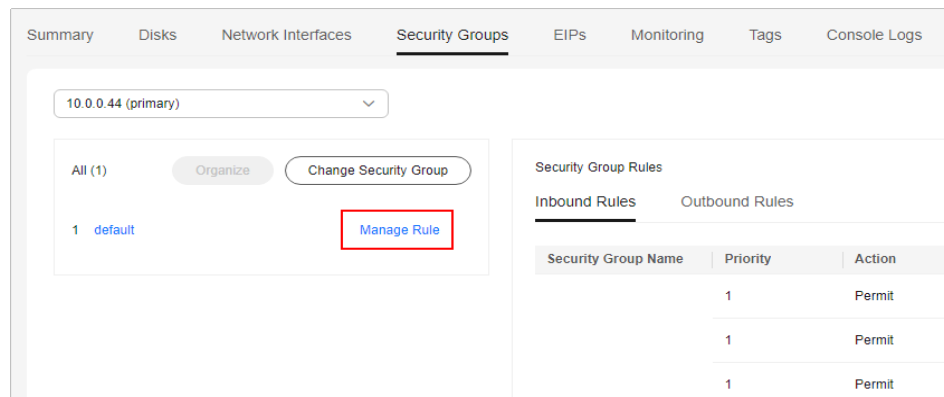 Summary Disks Network Interfaces Security Groups EIPs Monitoring Tags Console Logs
10.0.0.44 (primary)
All (1) Organize Change Security Group
1 default Manage Rule
Security Group Rules
Inbound Rules Outbound Rules
Security Group Name Priority Action
1 Permit
1 Permit
1 Permit